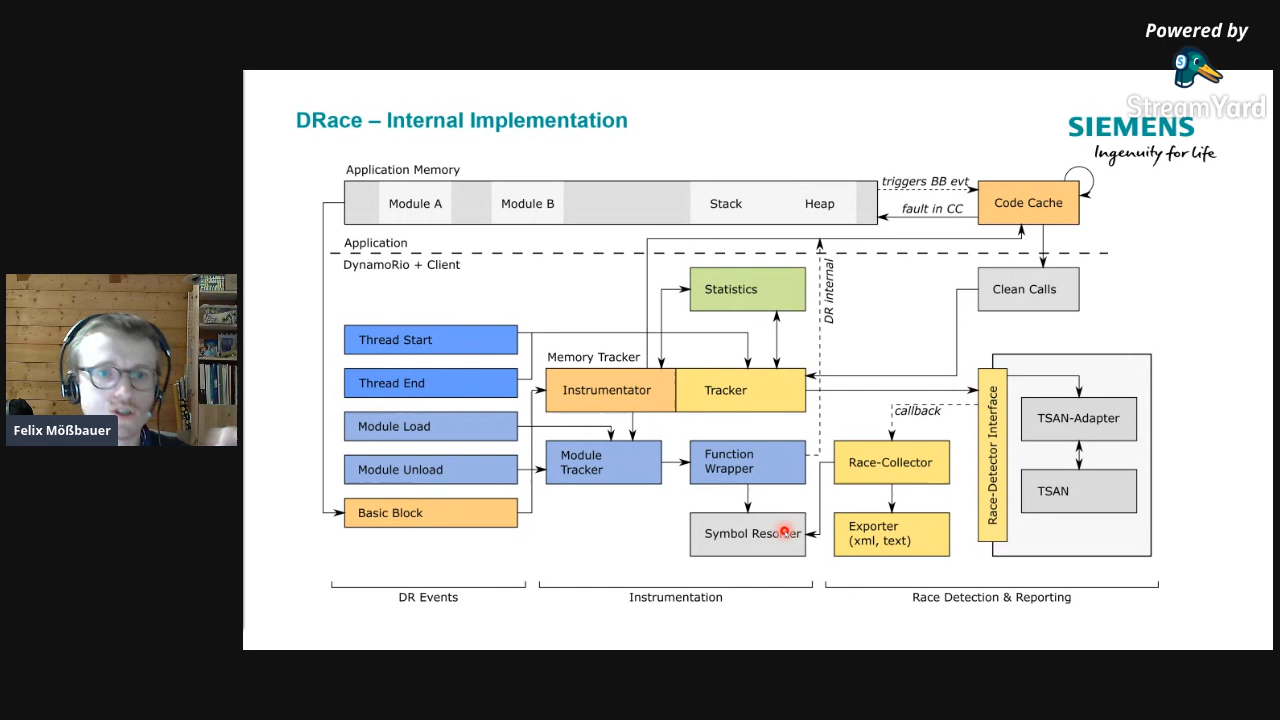 Powered by
StreamYard
DRace – Internal Implementation
SIEMENS
Ingenuity for life
Application Memory
Module A
Module B
Stack
Heap
triggers BB evt
fault in CC
Code Cache
Application
DynamoRio + Client
Statistics
DR internal
Clean Calls
Thread Start
Thread End
Module Load
Module Unload
Basic Block
Memory Tracker
Instrumentator
Tracker
Module
Tracker
Function
Wrapper
Symbol Resolver
callback
Race-Collector
Exporter
(xml, text)
Race-Detector Interface
TSAN-Adapter
TSAN
DR Events
Instrumentation
Race Detection & Reporting
Felix Mößbauer